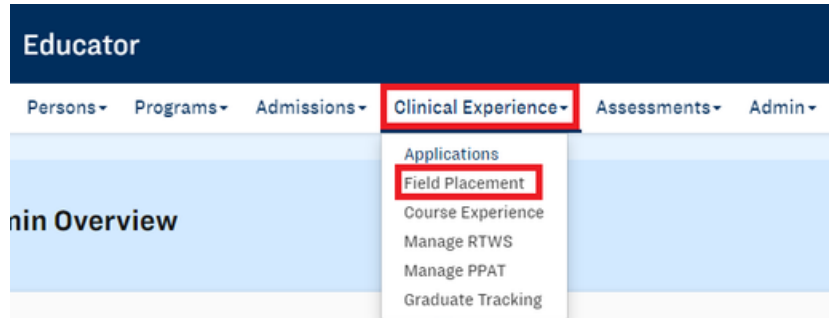 Educator
Persons Programs Admissions Clinical Experience Assessments Admin
Applications
Field Placement
Course Experience
Manage RTWS
Manage PPAT
Graduate Tracking
Overview